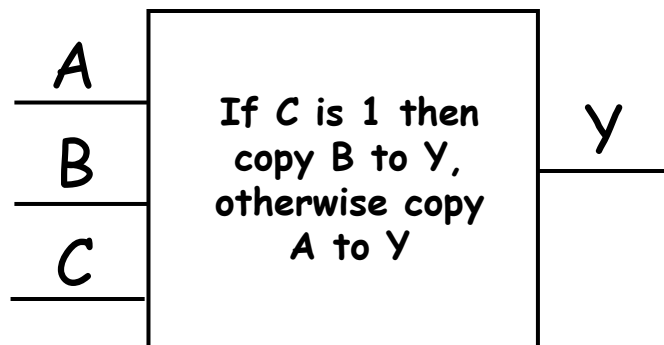 A
B
C
If C is 1 then
copy B to Y,
otherwise copy
A to Y
Y